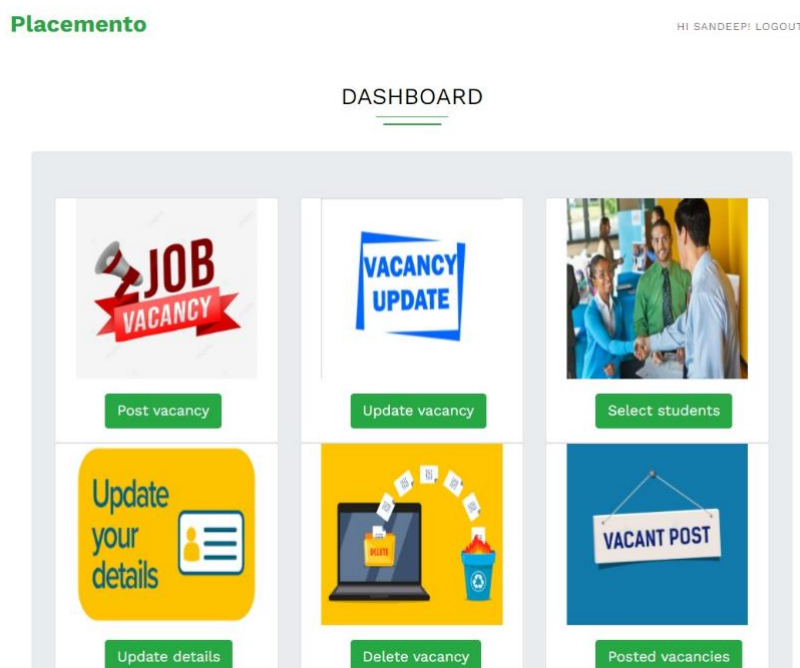 Placemento
HI SANDEEP! LOGOUT
DASHBOARD
JOB
VACANCY
VACANCY
UPDATE
Post vacancy
Update vacancy
Select students
Update
your
details
DELETE
VACANT POST
Update details
Delete vacancy
Posted vacancies